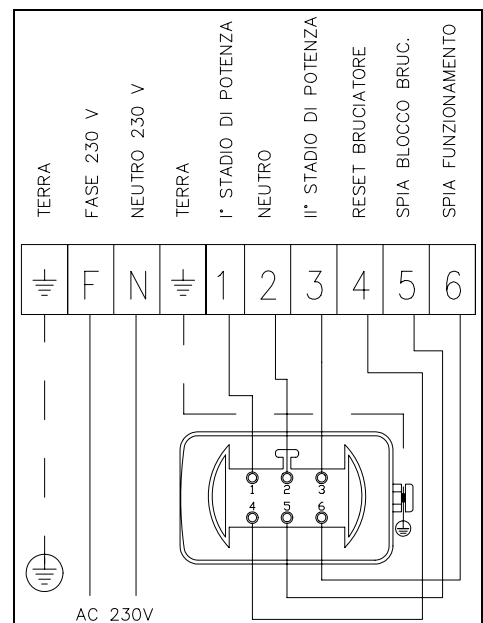 TERRA
FASE 230 V
NEUTRO 230 V
TERRA
I° STADIO DI POTENZA
NEUTRO
II° STADIO DI POTENZA
RESET BRUCIATORE
SPIA BLOCCO BRUC.
SPIA FUNZIONAMENTO
F N 1 2 3 4 5 6
1 2 3
4 5 6
AC 230V